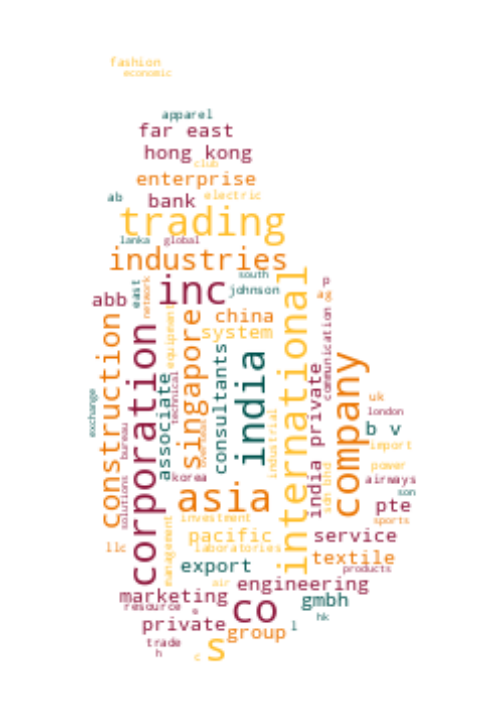 fashion
economic
apparel
far east
hong kong
club
enterprise
ab
bank
electric
trading
lanka
global
industries
south
east
network
inc
johnson
international
p
abb
a g
china
system
construction
corporation
equipment
singapore
communication
technical
associate
consultants
india
india private
company
exchange
bureau
overseas
industrial
uk
london
b v
import
solutions
korea
sdn bhd
power
airways
son
asia
pte
sports
investment
management
pacific
service
llc
laboratories
textile
export
products
air
engineering
marketing
gmbh
resource
e
co
hk
private
group
l
trade
s
h
c